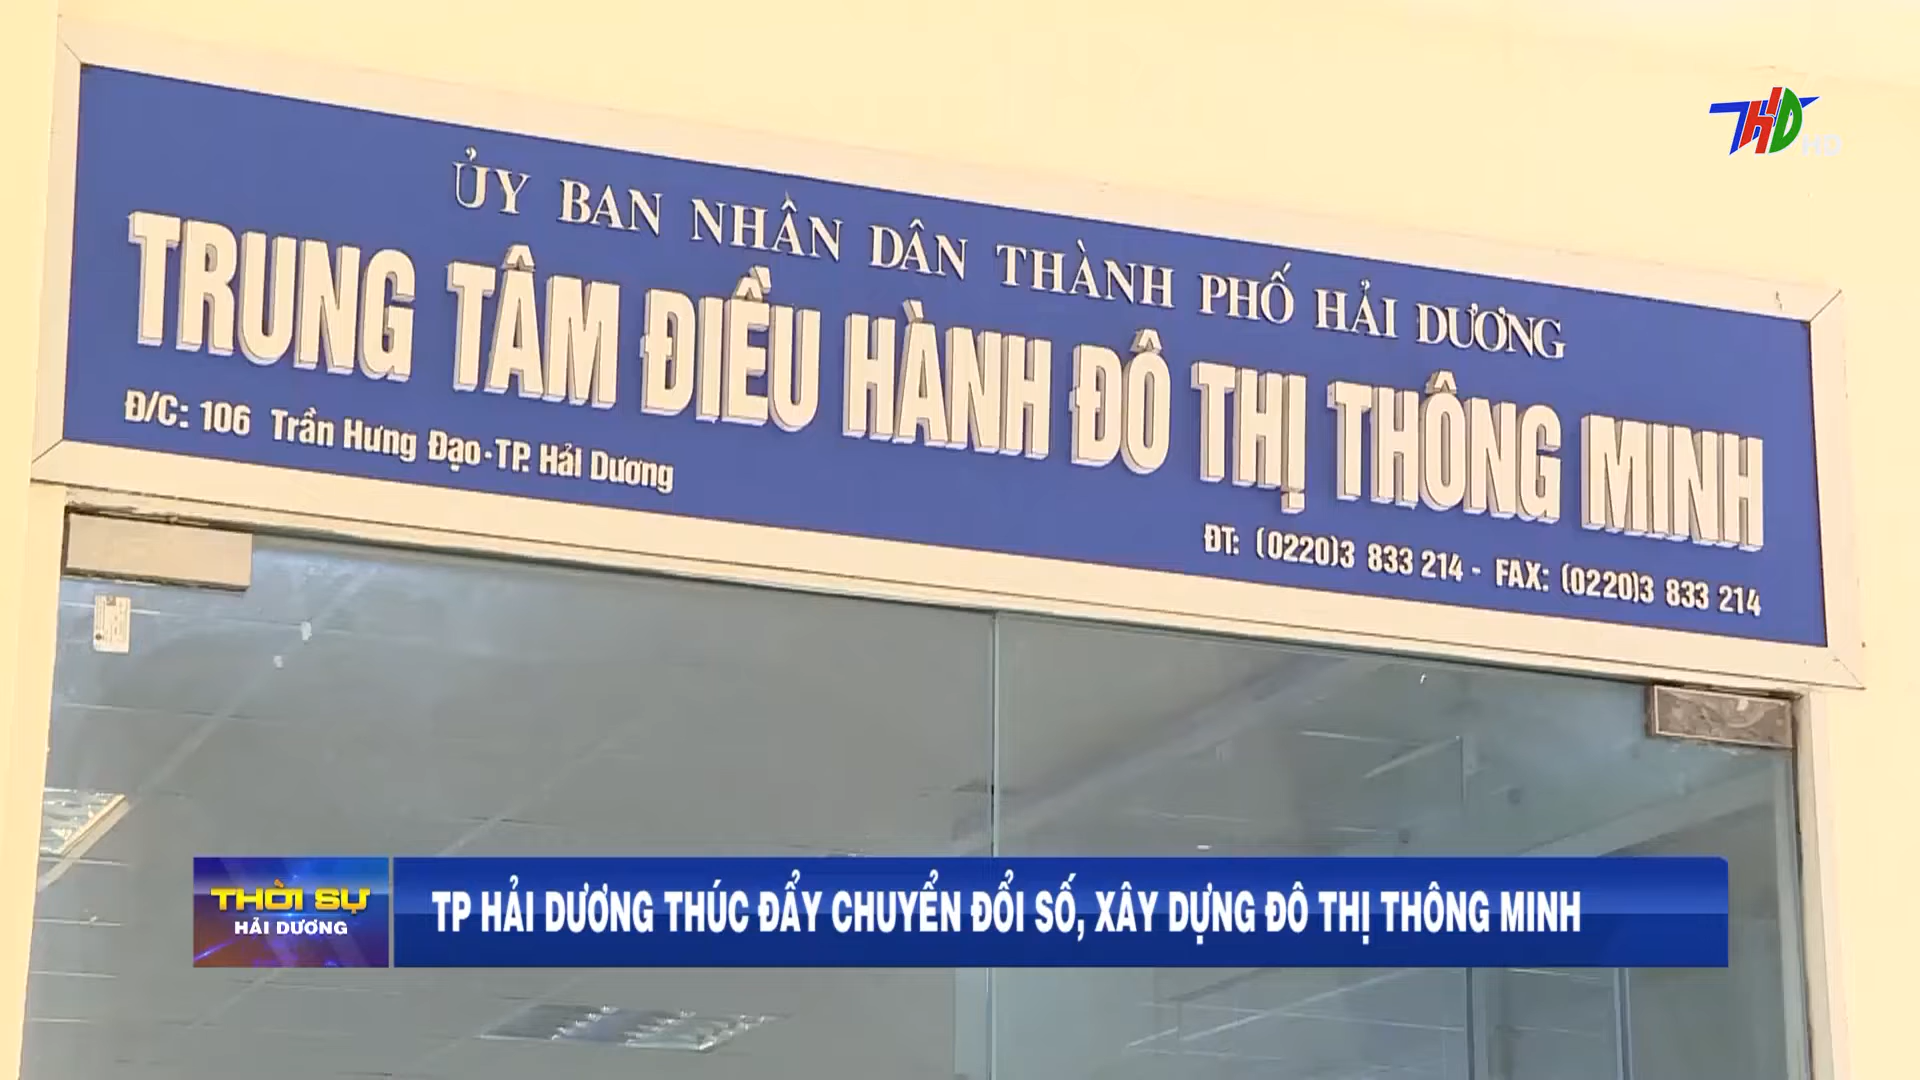 THD HD
ỦY BAN NHÂN DÂN THÀNH PHỐ HẢI DƯƠNG
TRUNG TÂM ĐIỀU HÀNH ĐÔ THỊ THÔNG MINH
Đ/C: 106 Trần Hưng Đạo-TP. Hải Dương
ĐT: (0220)3 833 214 - FAX: (0220)3 833 214
THỜI SỰ
HẢI DƯƠNG
TP HẢI DƯƠNG THÚC ĐẨY CHUYỂN ĐỔI SỐ, XÂY DỰNG ĐÔ THỊ THÔNG MINH